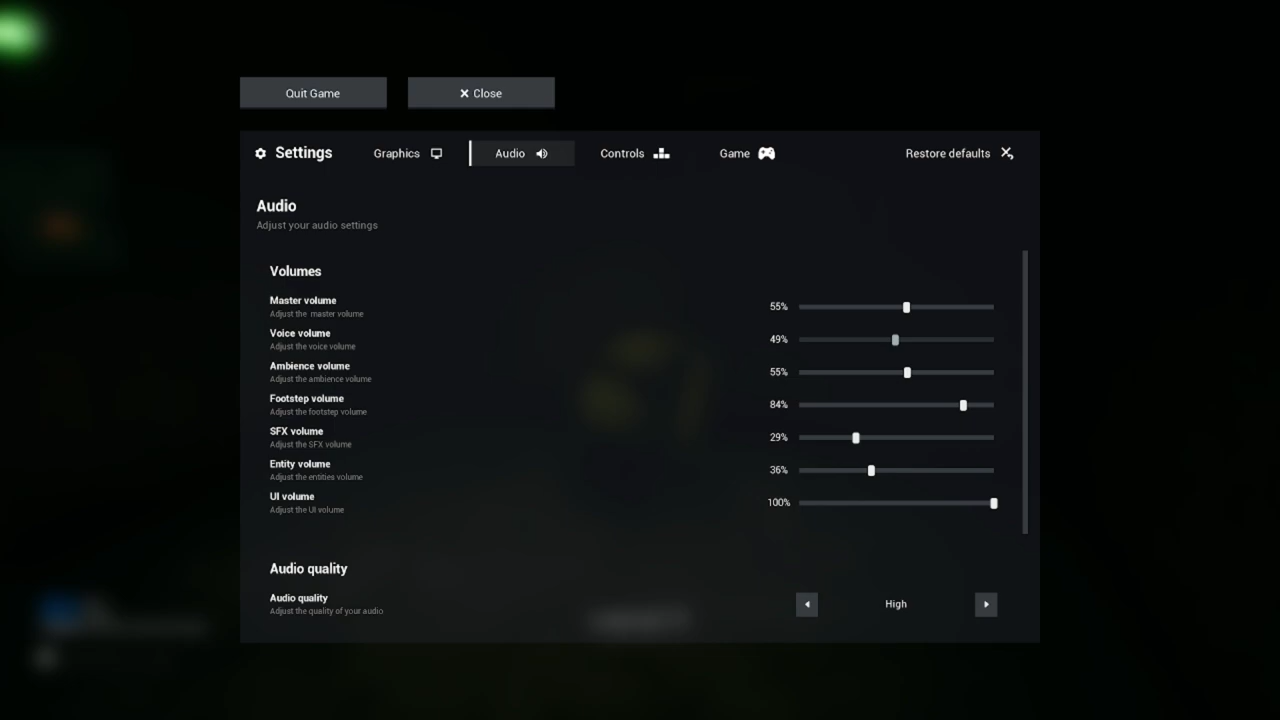 Quit Game
Close
Settings
Graphics
Audio
Controls
Game
Restore defaults
Audio
Adjust your audio settings
Volumes
Master volume
Adjust the master volume
55%
Voice volume
Adjust the voice volume
49%
Ambience volume
Adjust the ambience volume
55%
Footstep volume
Adjust the footstep volume
84%
SFX volume
Adjust the SFX volume
29%
Entity volume
Adjust the entities volume
36%
UI volume
Adjust the UI volume
100%
Audio quality
Audio quality
Adjust the quality of your audio
High